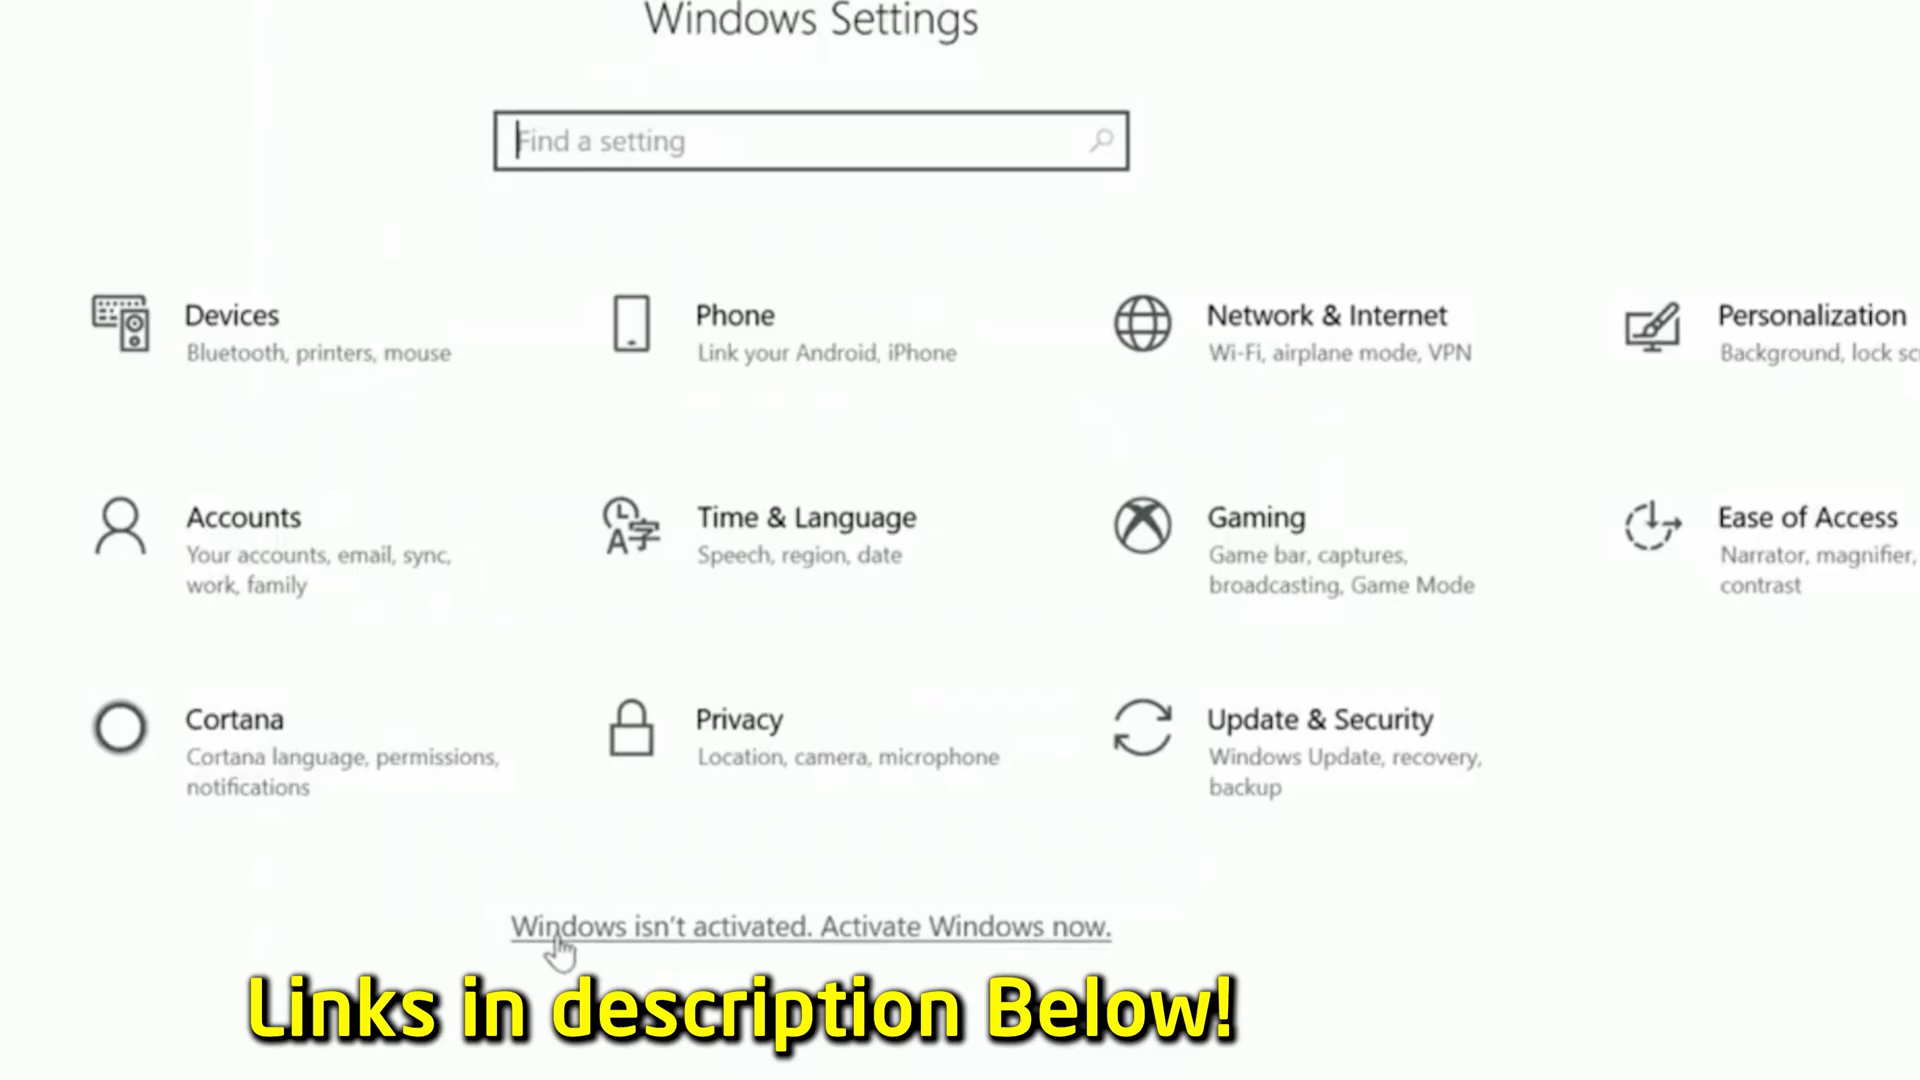 Windows Settings
Find a setting
Devices
Bluetooth, printers, mouse
Phone
Link your Android, iPhone
Network & Internet
Wi-Fi, airplane mode, VPN
Personalization
Background, lock sc
Accounts
Your accounts, email, sync,
work, family
Time & Language
Speech, region, date
Gaming
Game bar, captures,
broadcasting, Game Mode
Ease of Access
Narrator, magnifier,
contrast
Cortana
Cortana language, permissions,
notifications
Privacy
Location, camera, microphone
Update & Security
Windows Update, recovery,
backup
Windows isn't activated. Activate Windows now.
Links in description Below!